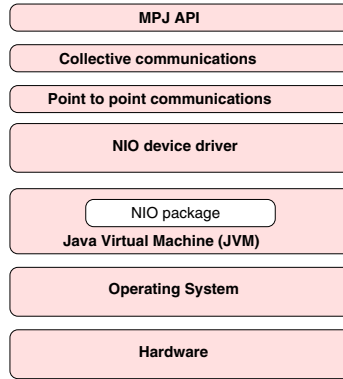 MPJ API
Collective communications
Point to point communications
NIO device driver
NIO package
Java Virtual Machine (JVM)
Operating System
Hardware